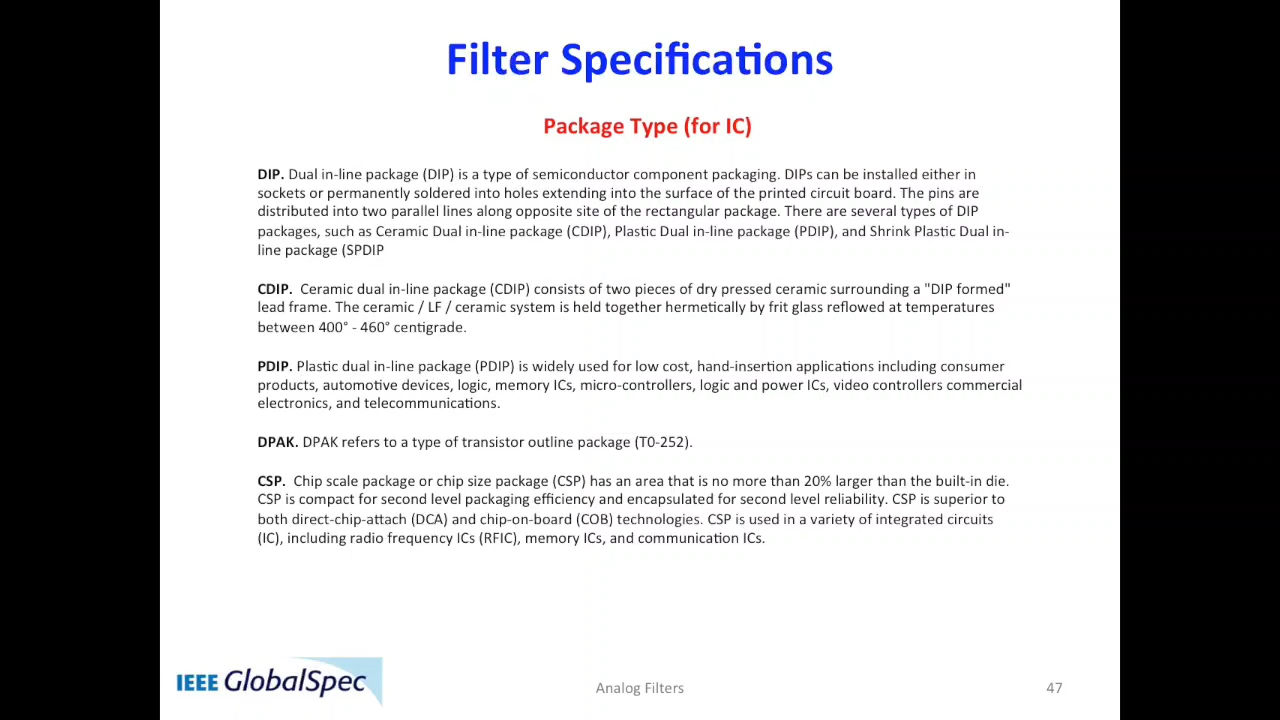 Filter Specifications
Package Type (for IC)
DIP. Dual in-line package (DIP) is a type of semiconductor component packaging. DIPs can be installed either in
sockets or permanently soldered into holes extending into the surface of the printed circuit board. The pins are
distributed into two parallel lines along opposite site of the rectangular package. There are several types of DIP
packages, such as Ceramic Dual in-line package (CDIP), Plastic Dual in-line package (PDIP), and Shrink Plastic Dual in-
line package (SPDIP
CDIP. Ceramic dual in-line package (CDIP) consists of two pieces of dry pressed ceramic surrounding a "DIP formed"
lead frame. The ceramic / LF / ceramic system is held together hermetically by frit glass reflowed at temperatures
between 400° - 460° centigrade.
PDIP. Plastic dual in-line package (PDIP) is widely used for low cost, hand-insertion applications including consumer
products, automotive devices, logic, memory ICs, micro-controllers, logic and power ICs, video controllers commercial
electronics, and telecommunications.
DPAK. DPAK refers to a type of transistor outline package (T0-252).
CSP. Chip scale package or chip size package (CSP) has an area that is no more than 20% larger than the built-in die.
CSP is compact for second level packaging efficiency and encapsulated for second level reliability. CSP is superior to
both direct-chip-attach (DCA) and chip-on-board (COB) technologies. CSP is used in a variety of integrated circuits
(IC), including radio frequency ICs (RFIC), memory ICs, and communication ICs.
IEEE GlobalSpec
Analog Filters
47